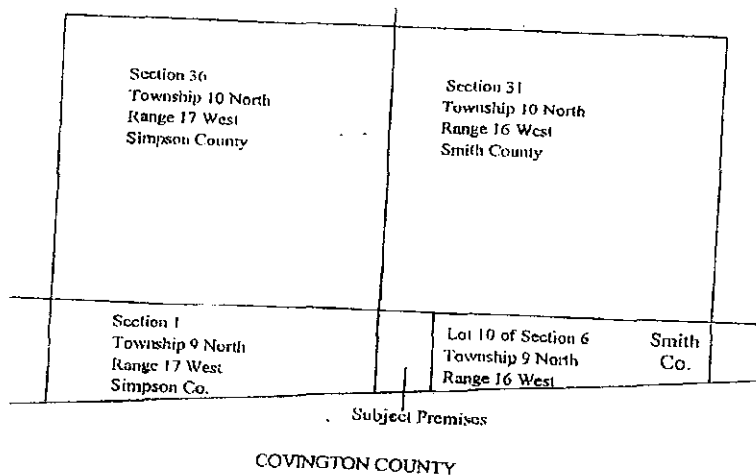 Section 36
Township 10 North
Range 17 West
Simpson County
Section 31
Township 10 North
Range 16 West
Smith County
Section 1
Township 9 North
Range 17 West
Simpson Co.
Lot 10 of Section 6
Township 9 North
Range 16 West
Smith
Co.
Subject Premises
COVINGTON COUNTY